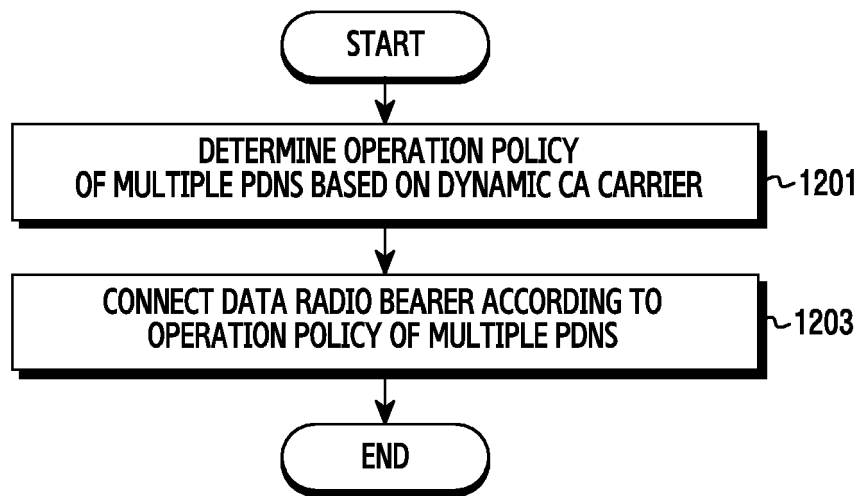 START
DETERMINE OPERATION POLICY
OF MULTIPLE PDNS BASED ON DYNAMIC CA CARRIER
1201
CONNECT DATA RADIO BEARER ACCORDING TO
OPERATION POLICY OF MULTIPLE PDNS
1203
END